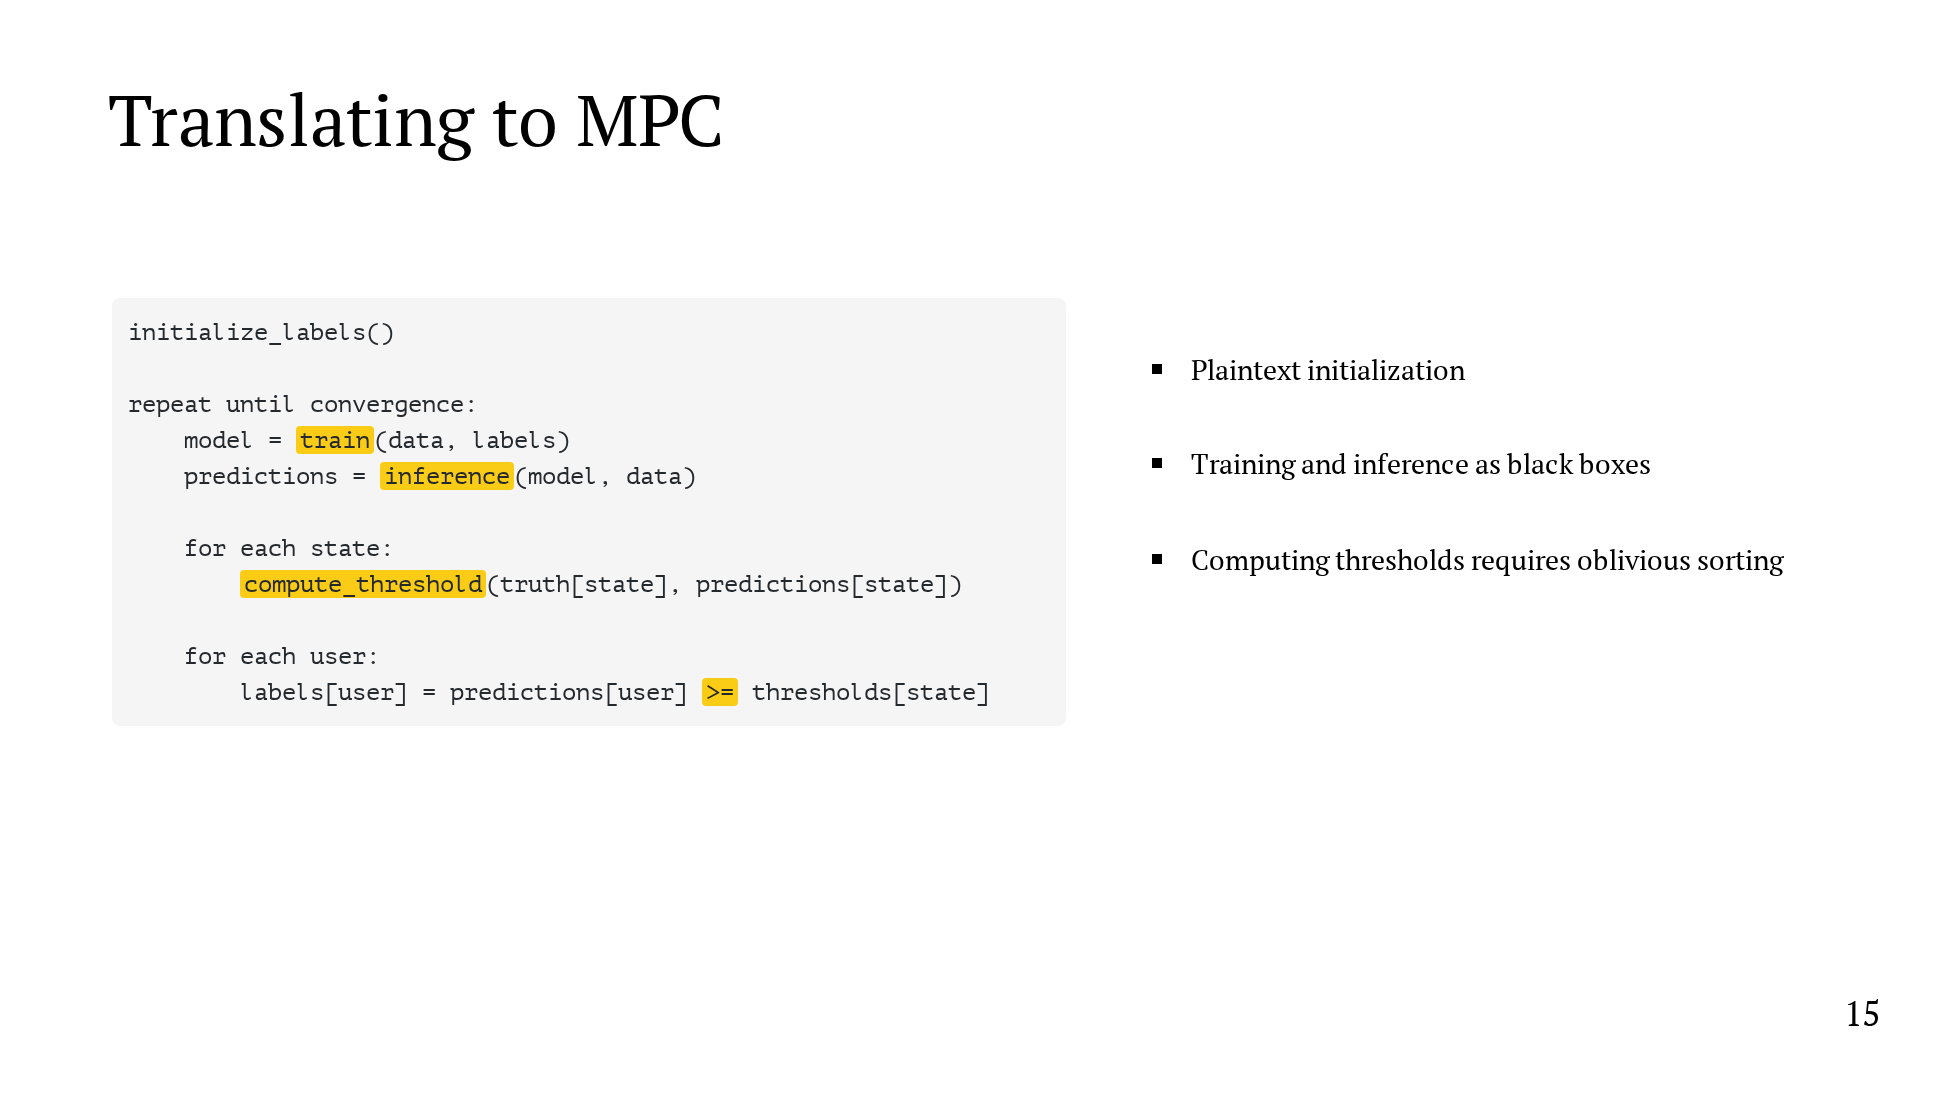 Translating to MPC
initialize_labels()
repeat until convergence:
    model = train(data, labels)
    predictions = inference(model, data)
    for each state:
        compute_threshold(truth[state], predictions[state])
    for each user:
        labels[user] = predictions[user] >= thresholds[state]
▪ Plaintext initialization
▪ Training and inference as black boxes
▪ Computing thresholds requires oblivious sorting
15